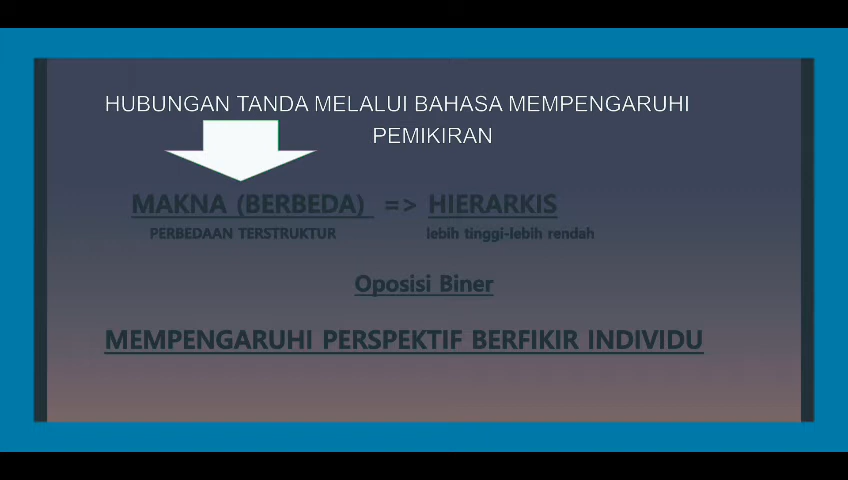 HUBUNGAN TANDA MELALUI BAHASA MEMPENGARUHI
PEMIKIRAN
MAKNA (BERBEDA) => HIERARKIS
PERBEDAAN TERSTRUKTUR lebih tinggi-lebih rendah
Oposisi Biner
MEMPENGARUHI PERSPEKTIF BERFIKIR INDIVIDU